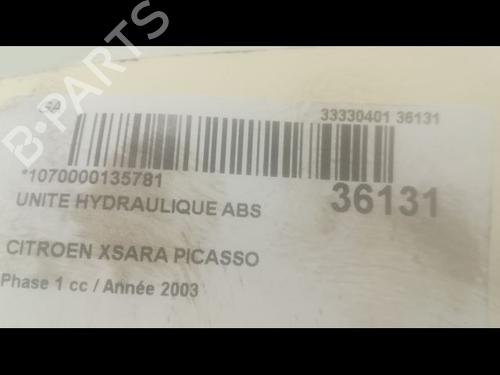 33330401 36131
*1070000135781
36131
UNITE HYDRAULIQUE ABS
CITROEN XSARA PICASSO
Phase 1 cc / Année 2003
B-PARTS